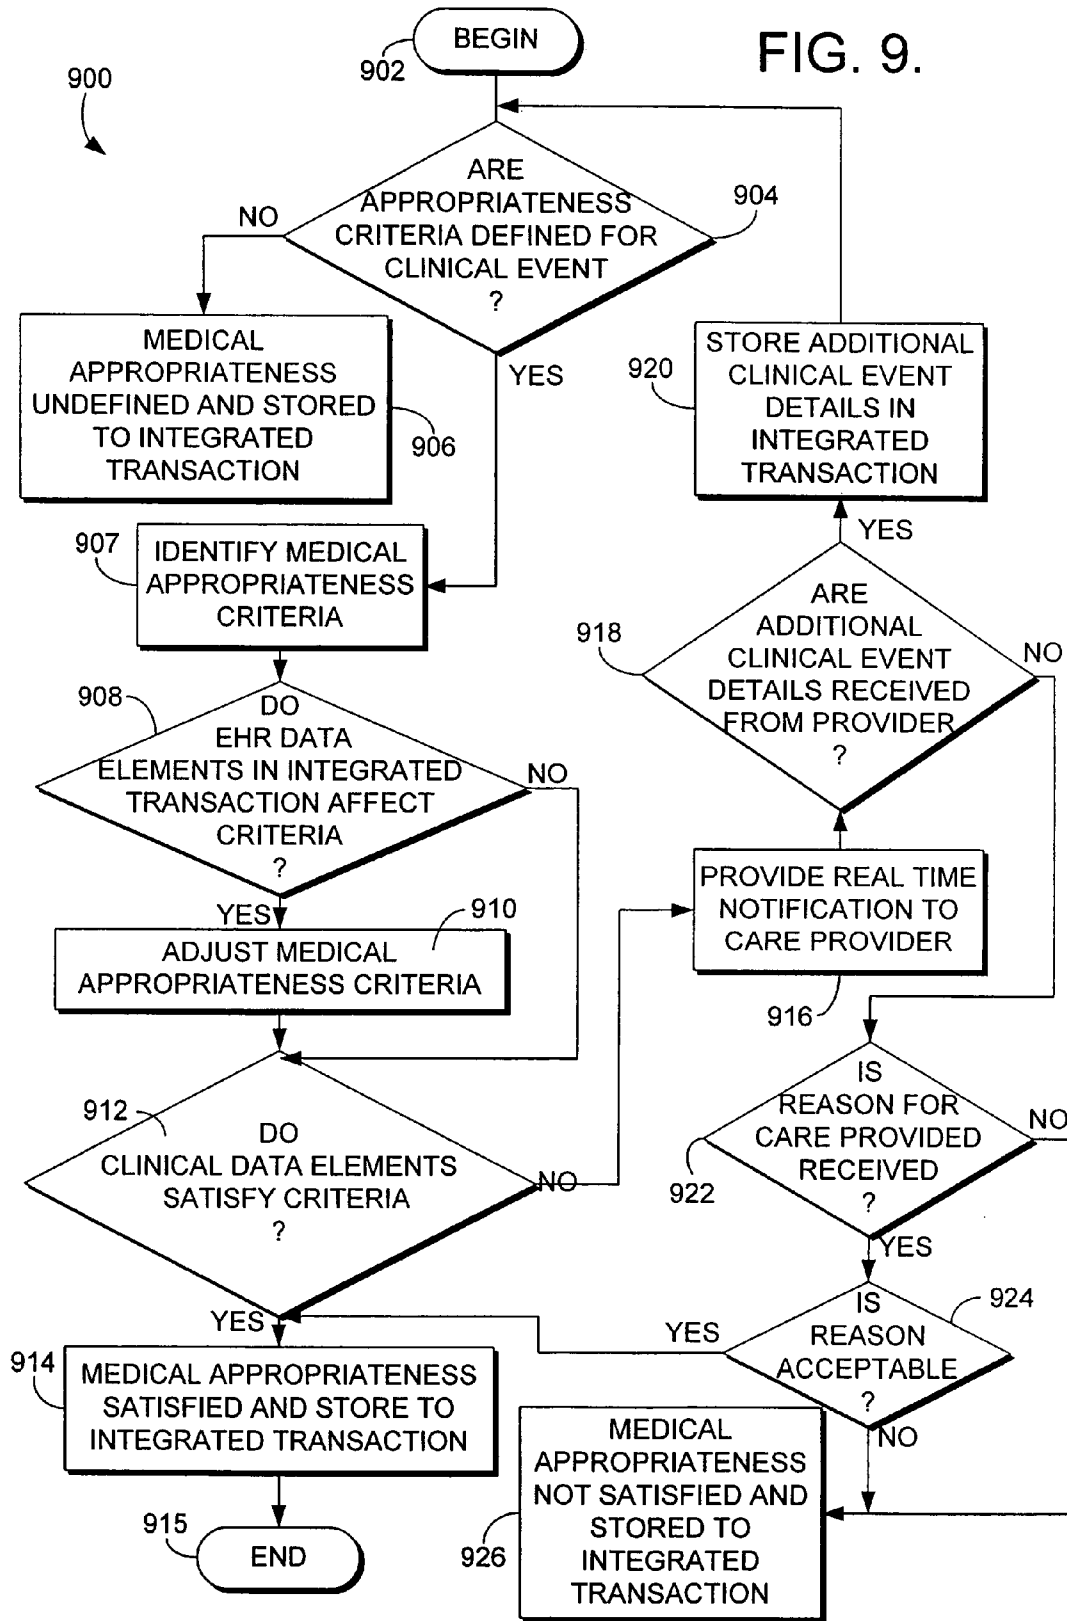 BEGIN
902
FIG. 9.
900
ARE
APPROPRIATENESS
CRITERIA DEFINED FOR
CLINICAL EVENT
?
904
NO
YES
MEDICAL
APPROPRIATENESS
UNDEFINED AND STORED
TO INTEGRATED
TRANSACTION
906
920
STORE ADDITIONAL
CLINICAL EVENT
DETAILS IN
INTEGRATED
TRANSACTION
YES
907
IDENTIFY MEDICAL
APPROPRIATENESS
CRITERIA
918
ARE
ADDITIONAL
CLINICAL EVENT
DETAILS RECEIVED
FROM PROVIDER
?
NO
908
DO
EHR DATA
ELEMENTS IN INTEGRATED
TRANSACTION AFFECT
CRITERIA
?
NO
YES
910
ADJUST MEDICAL
APPROPRIATENESS CRITERIA
PROVIDE REAL TIME
NOTIFICATION TO
CARE PROVIDER
916
912
DO
CLINICAL DATA ELEMENTS
SATISFY CRITERIA
?
NO
YES
IS
REASON FOR
CARE PROVIDED
RECEIVED
?
922
NO
YES
IS
REASON
ACCEPTABLE
?
924
YES
NO
914
MEDICAL APPROPRIATENESS
SATISFIED AND STORE TO
INTEGRATED TRANSACTION
915
END
MEDICAL
APPROPRIATENESS
NOT SATISFIED AND
STORED TO
INTEGRATED
TRANSACTION
926